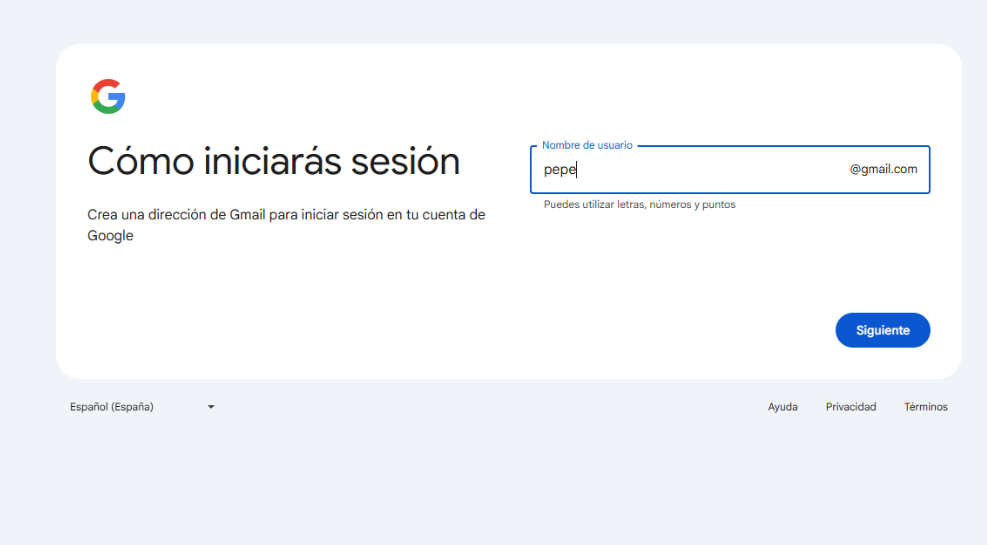 Cómo iniciarás sesión
Crea una dirección de Gmail para iniciar sesión en tu cuenta de
Google
Nombre de usuario
pepe @gmail.com
Puedes utilizar letras, números y puntos
Siguiente
Español (España) Ayuda Privacidad Términos